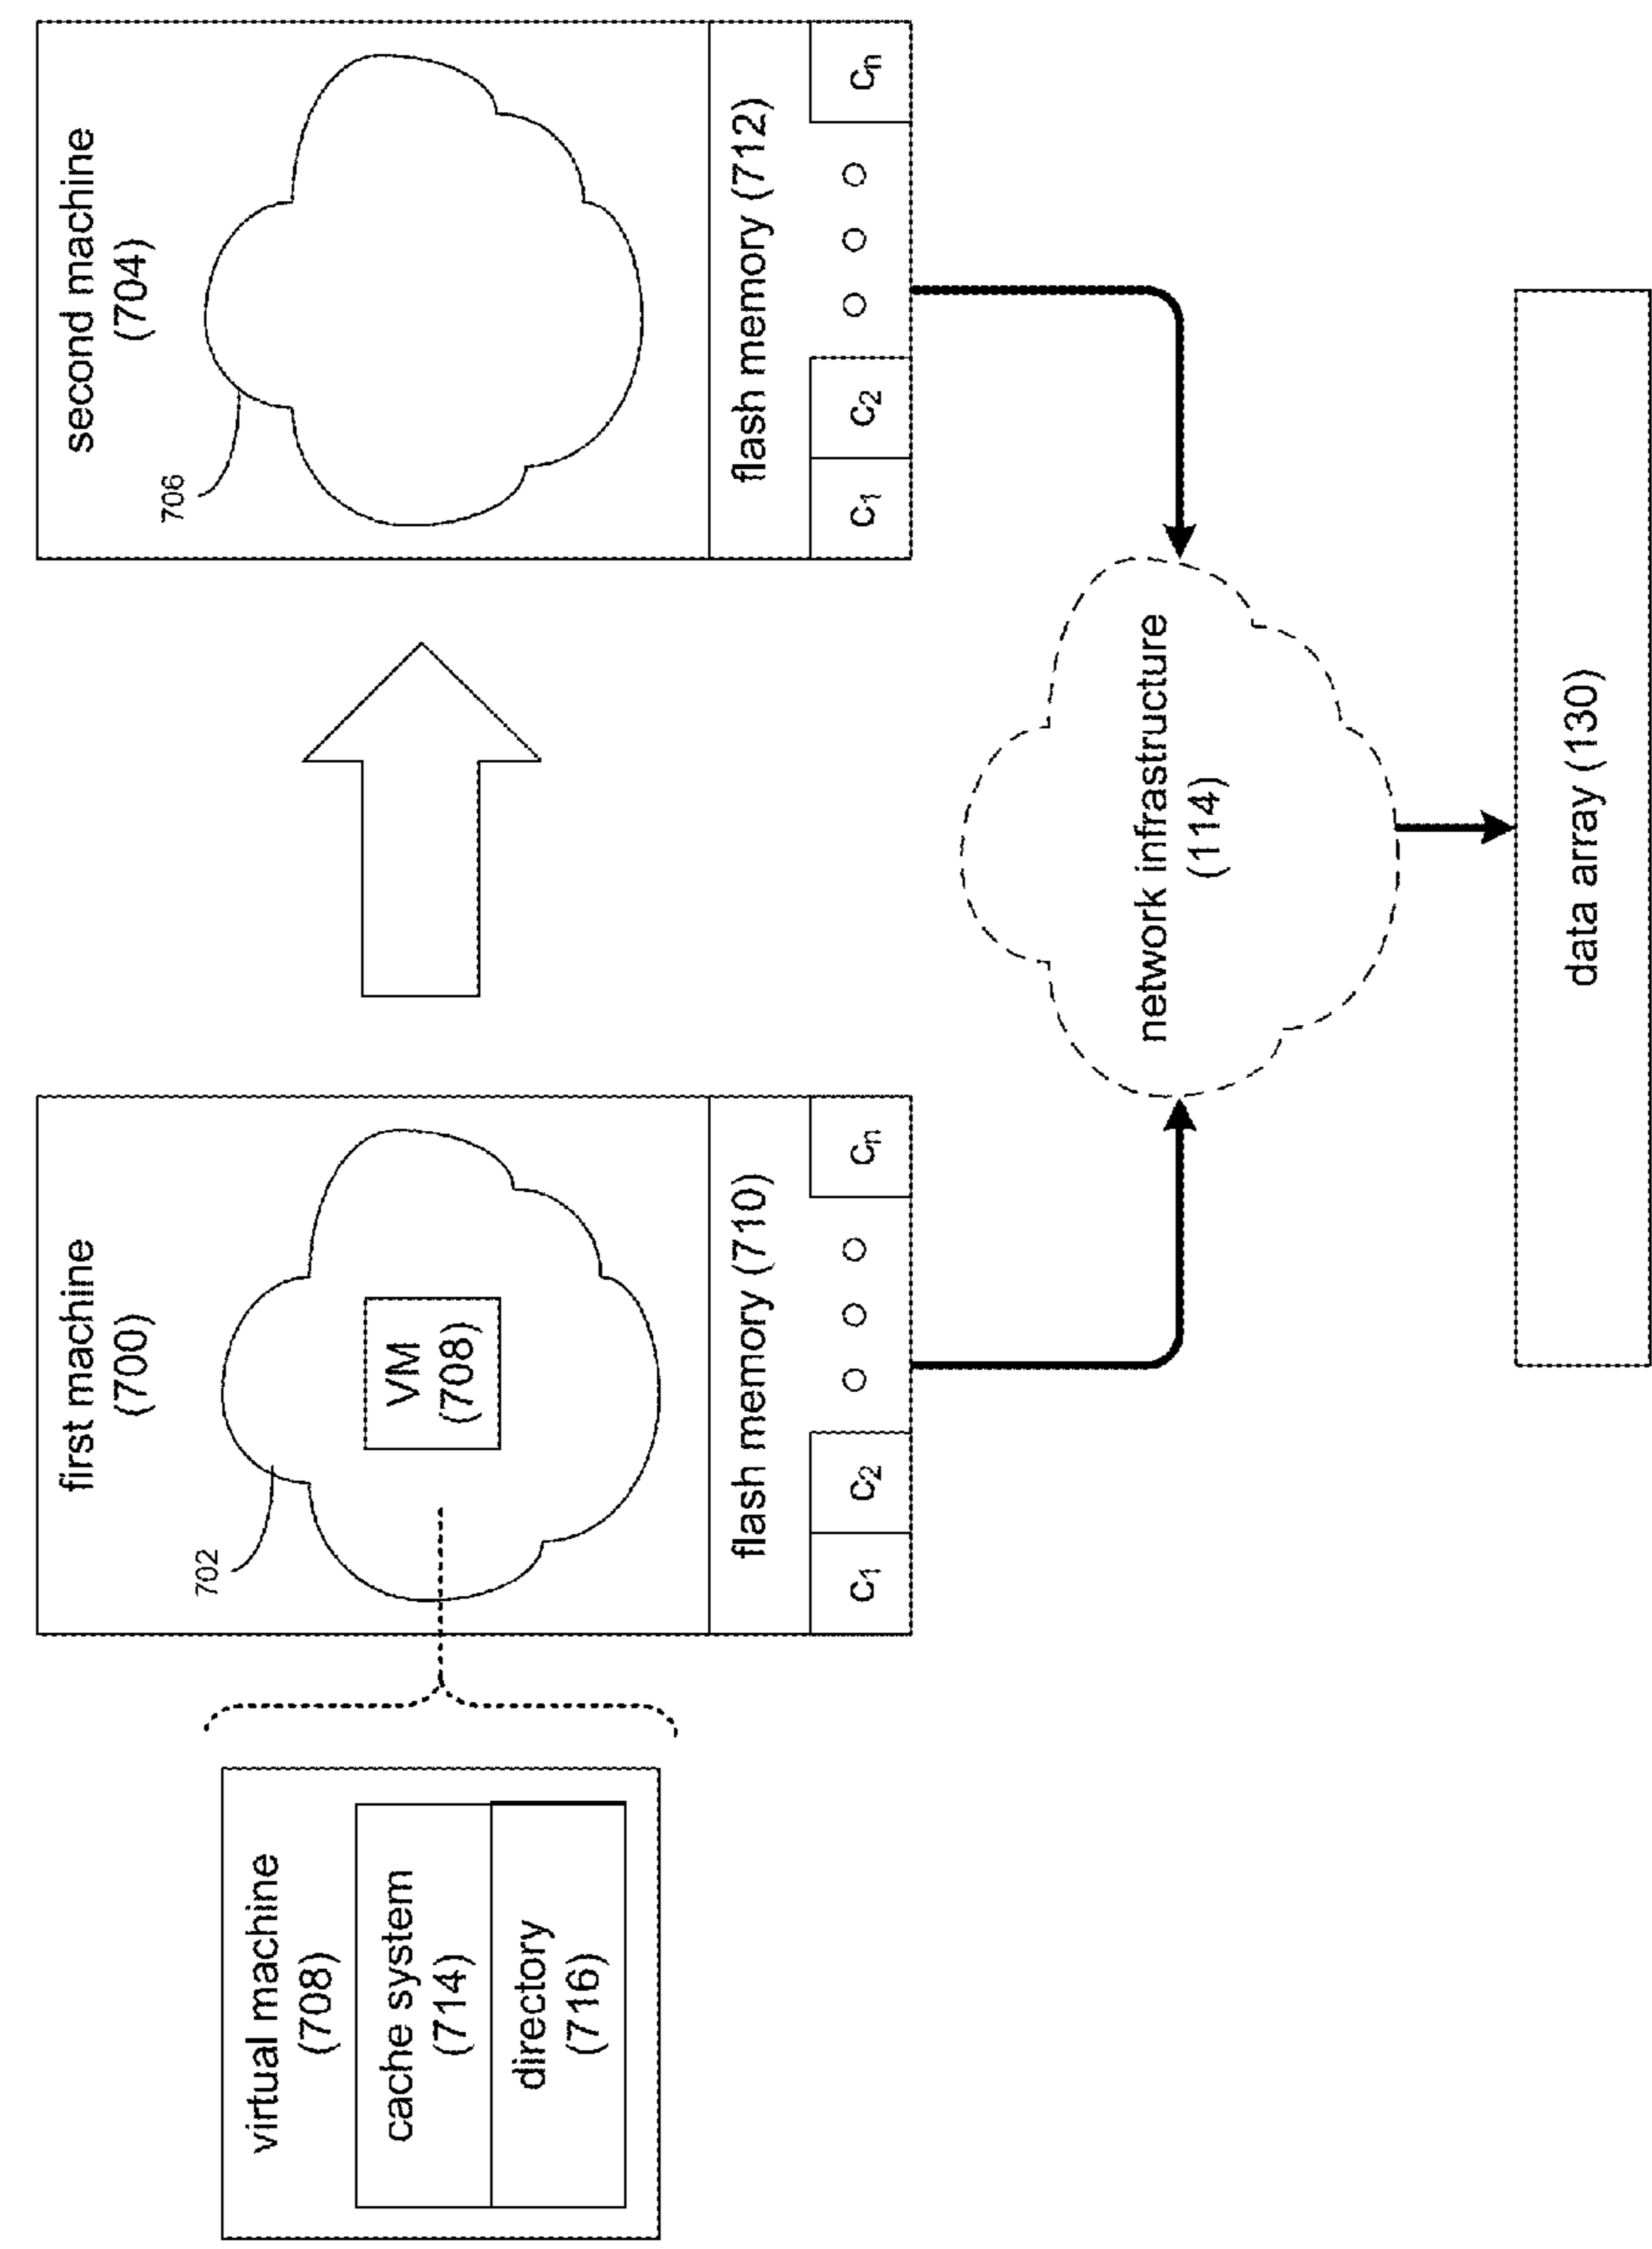 virtual machine
(708)
cache system
(714)
directory
(716)
first machine
(700)
702
VM
(708)
flash memory (710)
C1
C2
Cn
second machine
(704)
706
flash memory (712)
C1
C2
Cn
network infrastructure
(114)
data array (130)